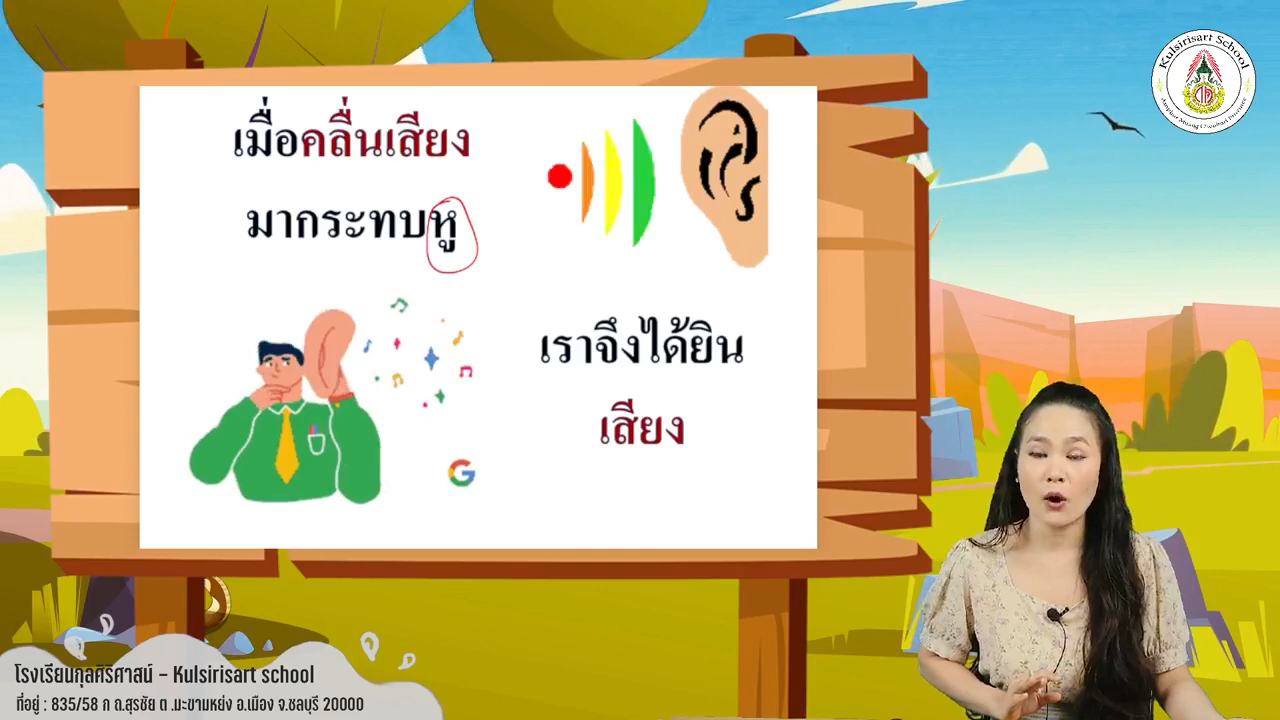 เมื่อคลื่นเสียง
มากระทบหู
เราจึงได้ยิน
เสียง
Kulsirisart School
โรงเรียนกุลศิริศาสน์ - Kulsirisart school
ที่อยู่ : 835/58 ก ถ.สุรชัย ต .มะขามหย่ง อ.เมือง จ.ชลบุรี 20000